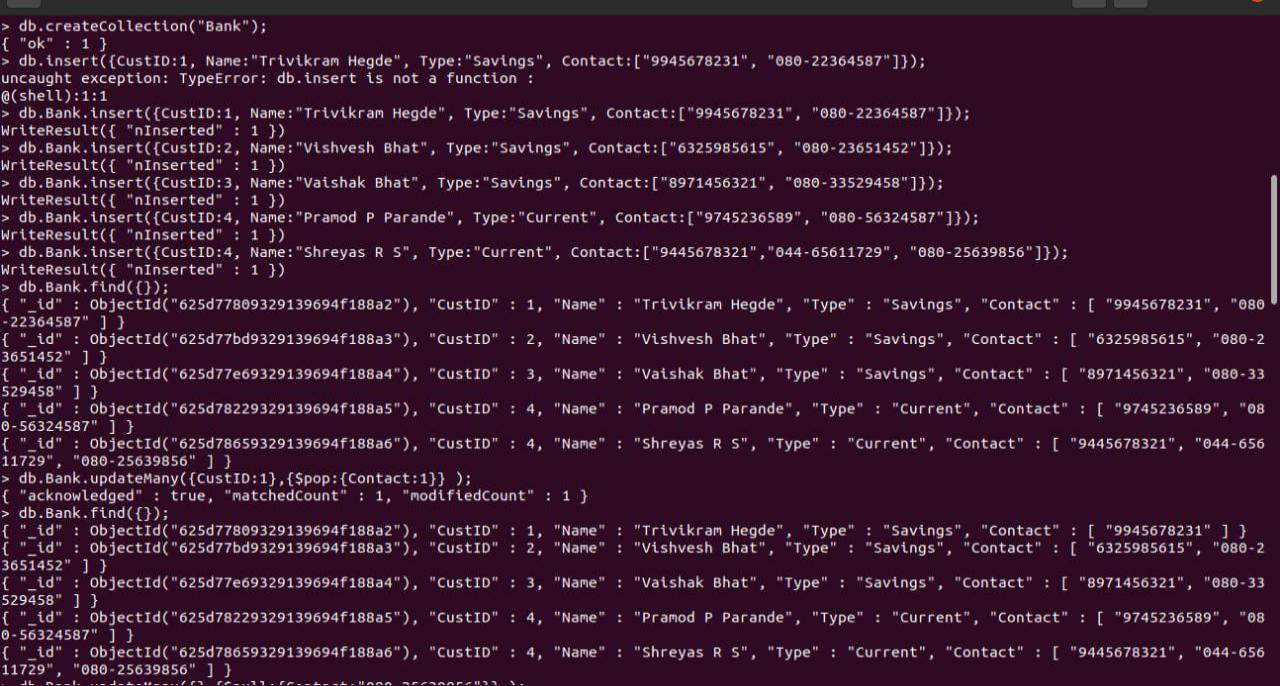 > db.createCollection("Bank");
{ "ok" : 1 }
> db.insert({CustID:1, Name:"Trivikram Hegde", Type:"Savings", Contact:["9945678231", "080-22364587"]});
uncaught exception: TypeError: db.insert is not a function :
@(shell):1:1
> db.Bank.insert({CustID:1, Name:"Trivikram Hegde", Type:"Savings", Contact:["9945678231", "080-22364587"]});
WriteResult({ "nInserted" : 1 })
> db.Bank.insert({CustID:2, Name:"Vishvesh Bhat", Type:"Savings", Contact:["6325985615", "080-23651452"]});
WriteResult({ "nInserted" : 1 })
> db.Bank.insert({CustID:3, Name:"Vaishak Bhat", Type:"Savings", Contact:["8971456321", "080-33529458"]});
WriteResult({ "nInserted" : 1 })
> db.Bank.insert({CustID:4, Name:"Pramod P Parande", Type:"Current", Contact:["9745236589", "080-56324587"]});
WriteResult({ "nInserted" : 1 })
> db.Bank.insert({CustID:4, Name:"Shreyas R S", Type:"Current", Contact:["9445678321","044-65611729", "080-25639856"]});
WriteResult({ "nInserted" : 1 })
> db.Bank.find({});
{ "_id" : ObjectId("625d77809329139694f188a2"), "CustID" : 1, "Name" : "Trivikram Hegde", "Type" : "Savings", "Contact" : [ "9945678231", "080
-22364587" ] }
{ "_id" : ObjectId("625d77bd9329139694f188a3"), "CustID" : 2, "Name" : "Vishvesh Bhat", "Type" : "Savings", "Contact" : [ "6325985615", "080-2
3651452" ] }
{ "_id" : ObjectId("625d77e69329139694f188a4"), "CustID" : 3, "Name" : "Vaishak Bhat", "Type" : "Savings", "Contact" : [ "8971456321", "080-33
529458" ] }
{ "_id" : ObjectId("625d78229329139694f188a5"), "CustID" : 4, "Name" : "Pramod P Parande", "Type" : "Current", "Contact" : [ "9745236589", "08
0-56324587" ] }
{ "_id" : ObjectId("625d78659329139694f188a6"), "CustID" : 4, "Name" : "Shreyas R S", "Type" : "Current", "Contact" : [ "9445678321", "044-656
11729", "080-25639856" ] }
> db.Bank.updateMany({CustID:1},{$pop:{Contact:1}} );
{ "acknowledged" : true, "matchedCount" : 1, "modifiedCount" : 1 }
> db.Bank.find({});
{ "_id" : ObjectId("625d77809329139694f188a2"), "CustID" : 1, "Name" : "Trivikram Hegde", "Type" : "Savings", "Contact" : [ "9945678231" ] }
{ "_id" : ObjectId("625d77bd9329139694f188a3"), "CustID" : 2, "Name" : "Vishvesh Bhat", "Type" : "Savings", "Contact" : [ "6325985615", "080-2
3651452" ] }
{ "_id" : ObjectId("625d77e69329139694f188a4"), "CustID" : 3, "Name" : "Vaishak Bhat", "Type" : "Savings", "Contact" : [ "8971456321", "080-33
529458" ] }
{ "_id" : ObjectId("625d78229329139694f188a5"), "CustID" : 4, "Name" : "Pramod P Parande", "Type" : "Current", "Contact" : [ "9745236589", "08
0-56324587" ] }
{ "_id" : ObjectId("625d78659329139694f188a6"), "CustID" : 4, "Name" : "Shreyas R S", "Type" : "Current", "Contact" : [ "9445678321", "044-656
11729", "080-25639856" ] }